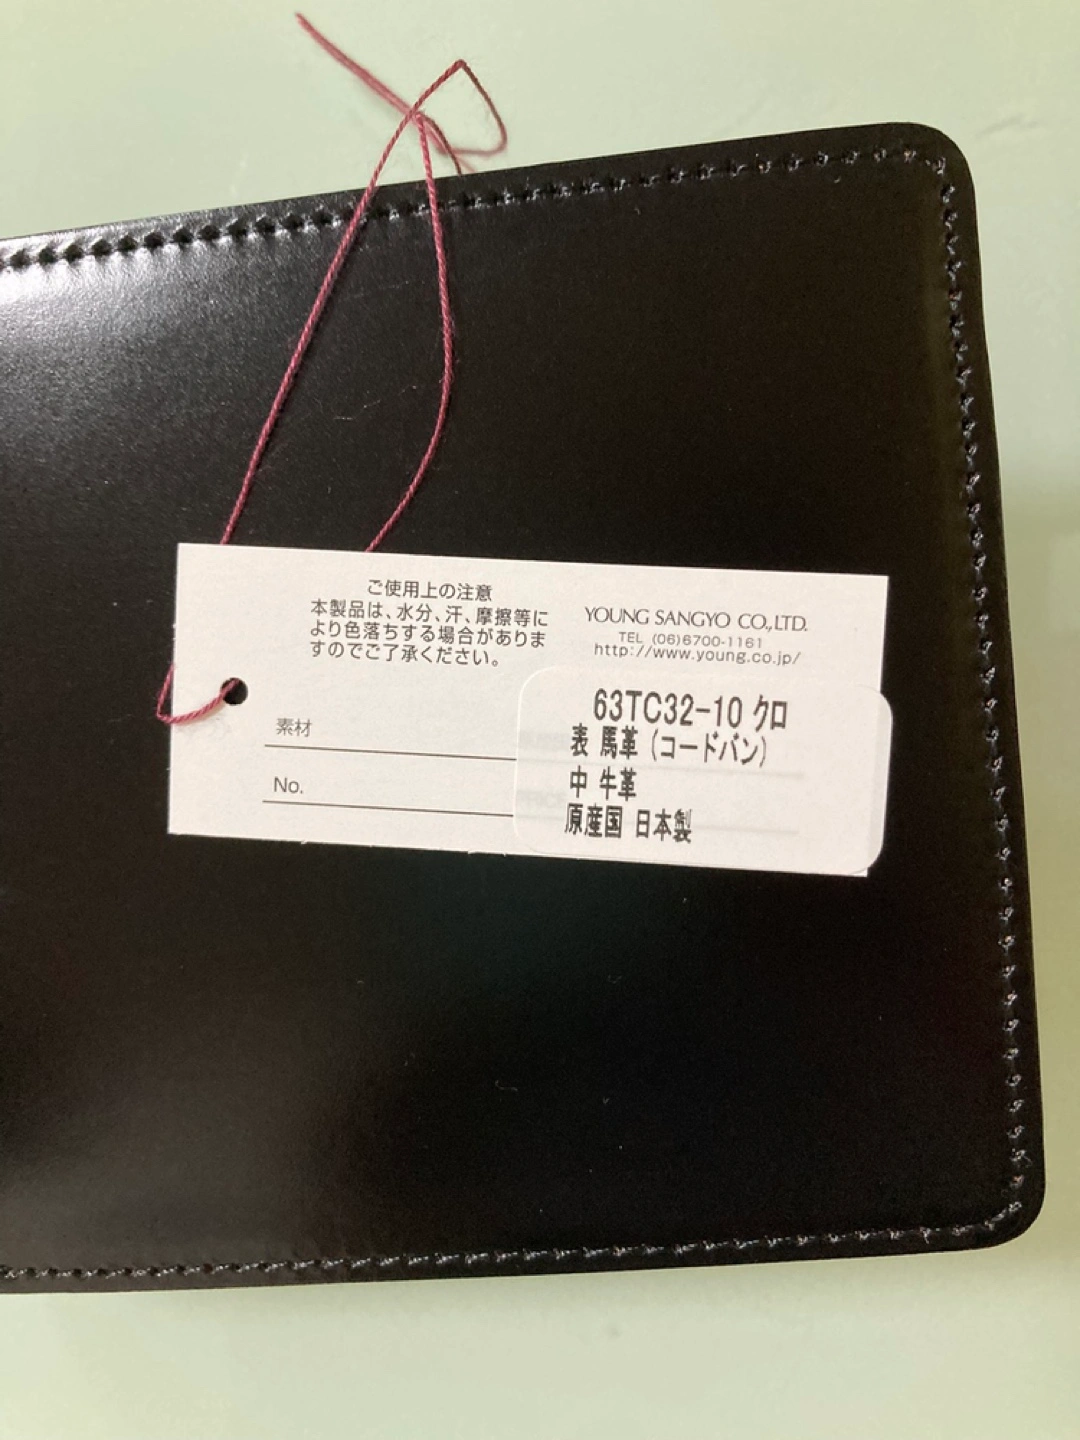 ご使用上の注意
本製品は、水分、汗、摩擦等に
より色落ちする場合がありま
すのでご了承ください。
YOUNG SANGYO CO.,LTD.
TEL (06)6700-1161
http://www.young.co.jp/
素材
No.
63TC32-10 クロ
表 馬革 (コードバン)
中 牛革
原産国 日本製